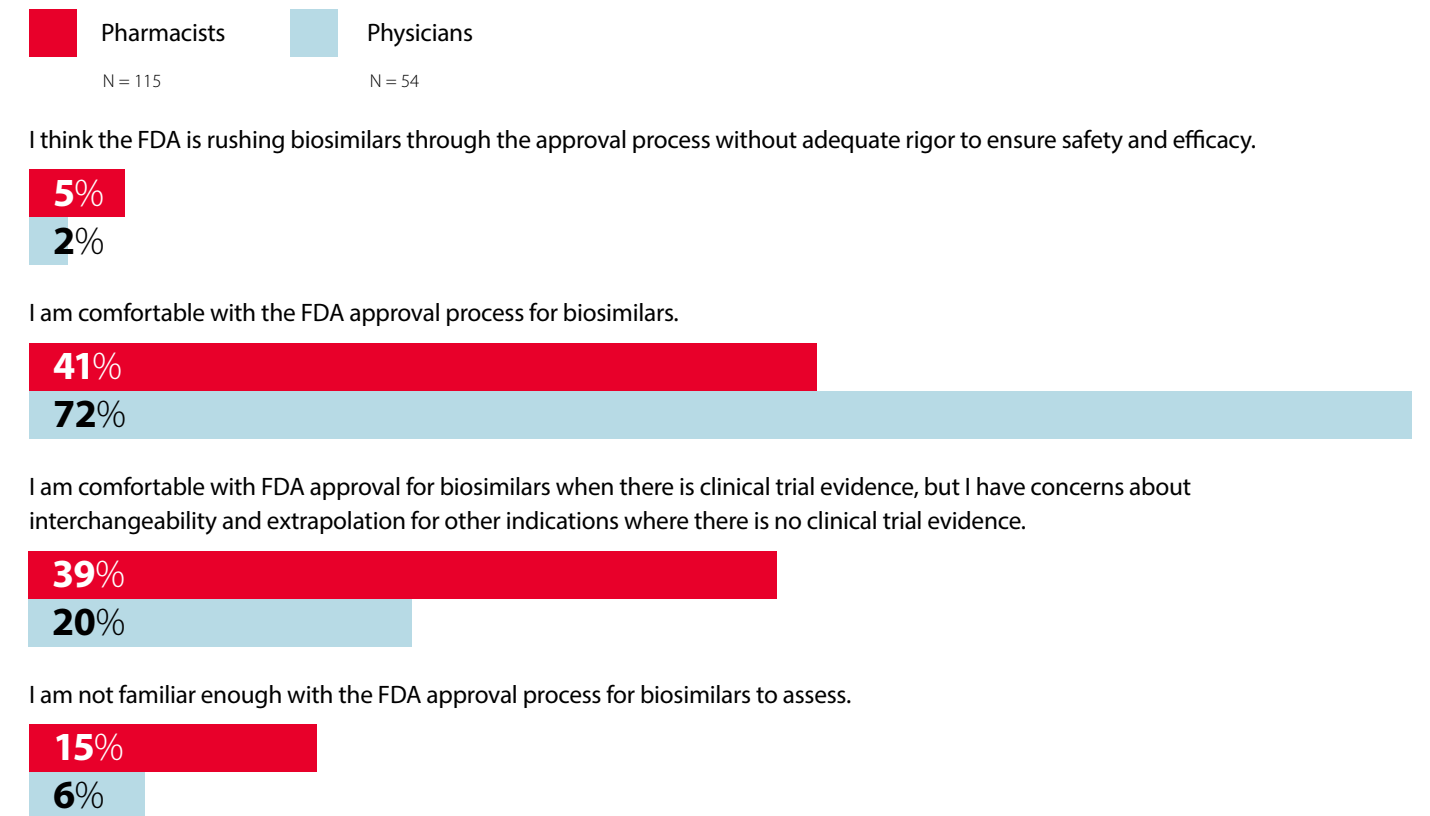 Pharmacists Physicians
N = 115 N = 54
I think the FDA is rushing biosimilars through the approval process without adequate rigor to ensure safety and efficacy.
5%
2%
I am comfortable with the FDA approval process for biosimilars.
41%
72%
I am comfortable with FDA approval for biosimilars when there is clinical trial evidence, but I have concerns about
interchangeability and extrapolation for other indications where there is no clinical trial evidence.
39%
20%
I am not familiar enough with the FDA approval process for biosimilars to assess.
15%
6%